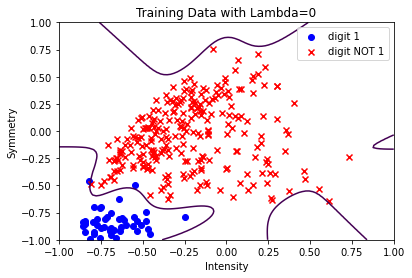 Training Data with Lambda=0
digit 1
digit NOT 1
Symmetry
1.00
0.75
0.50
0.25
0.00
−0.25
−0.50
−0.75
−1.00
−1.00 −0.75 −0.50 −0.25 0.00 0.25 0.50 0.75 1.00
Intensity